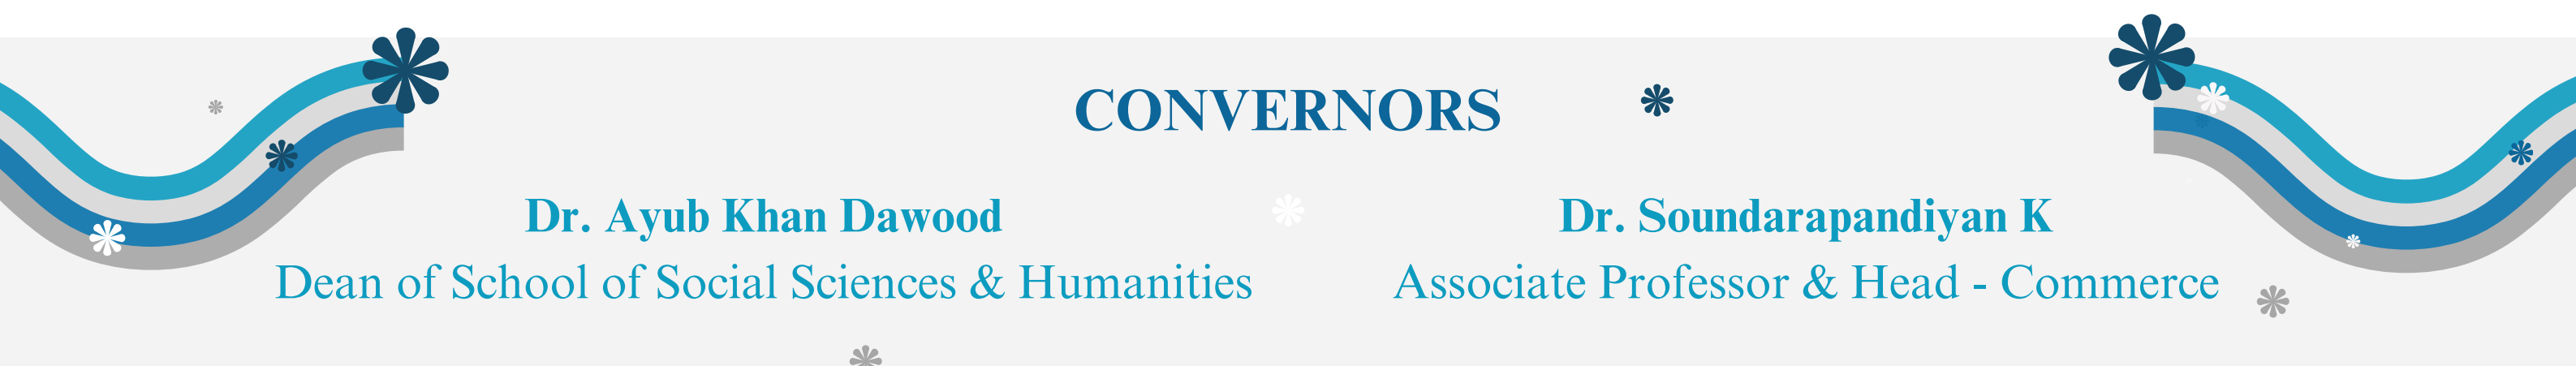 CONVERNORS
Dr. Ayub Khan Dawood
Dean of School of Social Sciences & Humanities
Dr. Soundarapandiyan K
Associate Professor & Head - Commerce